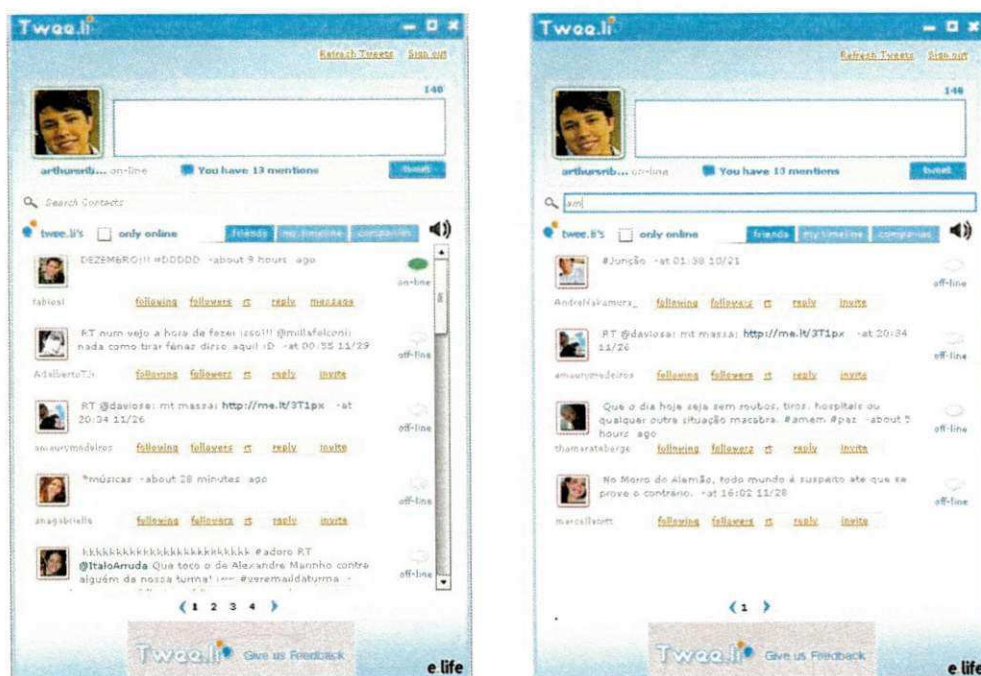 Twee.li
Refresh Tweets Sign out
140
arthursrib... on-line You have 13 mentions tweet
Search Contacts
twee.li's only online friends my timeline companies
DEZEMBRO!!! #DDDDD -about 9 hours ago
on-line
following followers rt reply message
RT num vejo a hora de fazer isso!!!
nada como tirar férias disso aqui! :D -at 00:55 11/29
off-line
AdalbertoTJr following followers rt reply invite
RT @daviosa: mt massa: http://me.lt/3T1px -at
20:34 11/26
off-line
amaurymedeiros following followers rt reply invite
*músicas -about 28 minutes ago
off-line
anagabriella following followers rt reply invite
#adoro RT
@ItaloArruda Que toco o de Alexandre Marinho contra
alguém da nossa turma! #veremauldaturma -
off-line
1 2 3 4
Twee.li Give us Feedback
e.life
Twee.li
Refresh Tweets Sign out
140
arthursrib... on-line You have 13 mentions tweet
am
twee.li's only online friends my timeline companies
#Junção -at 01:38 10/21
off-line
AndreNakamura_ following followers rt reply invite
RT @daviosa: mt massa: http://me.lt/3T1px -at 20:34
11/26
off-line
amaurymedeiros following followers rt reply invite
Que o dia hoje seja sem roubos, tiros, hospitais ou
qualquer outra situação macabra. #amem #paz -about 5
hours ago
off-line
following followers rt reply invite
No Morro do Alemão, todo mundo é suspeito até que se
prove o contrário. -at 16:02 11/28
off-line
following followers rt reply invite
1
Twee.li Give us Feedback
e.life